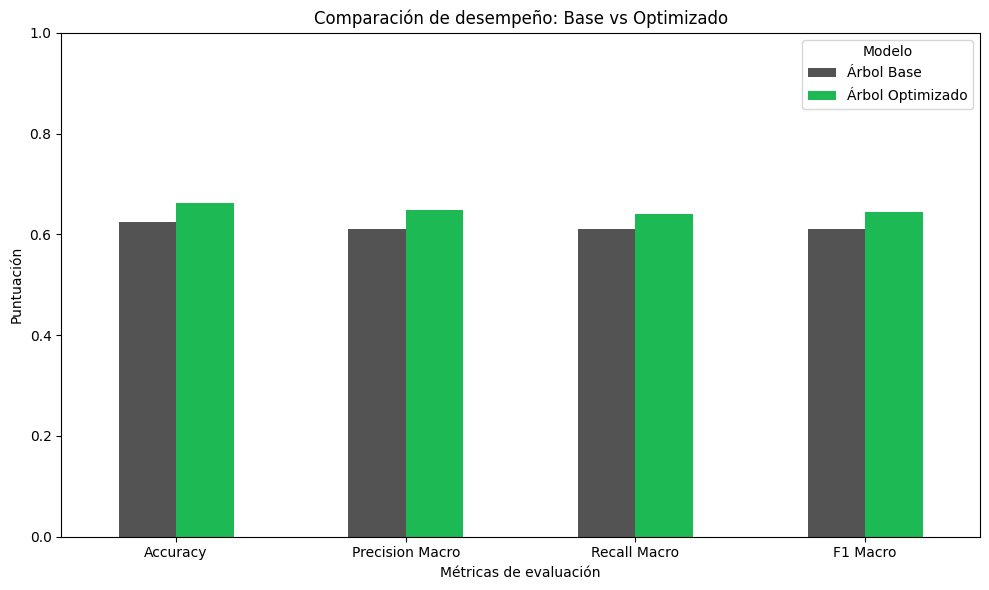 Comparación de desempeño: Base vs Optimizado
Modelo
Árbol Base
Árbol Optimizado
Puntuación
1.0
0.8
0.6
0.4
0.2
0.0
Accuracy
Precision Macro
Recall Macro
F1 Macro
Métricas de evaluación